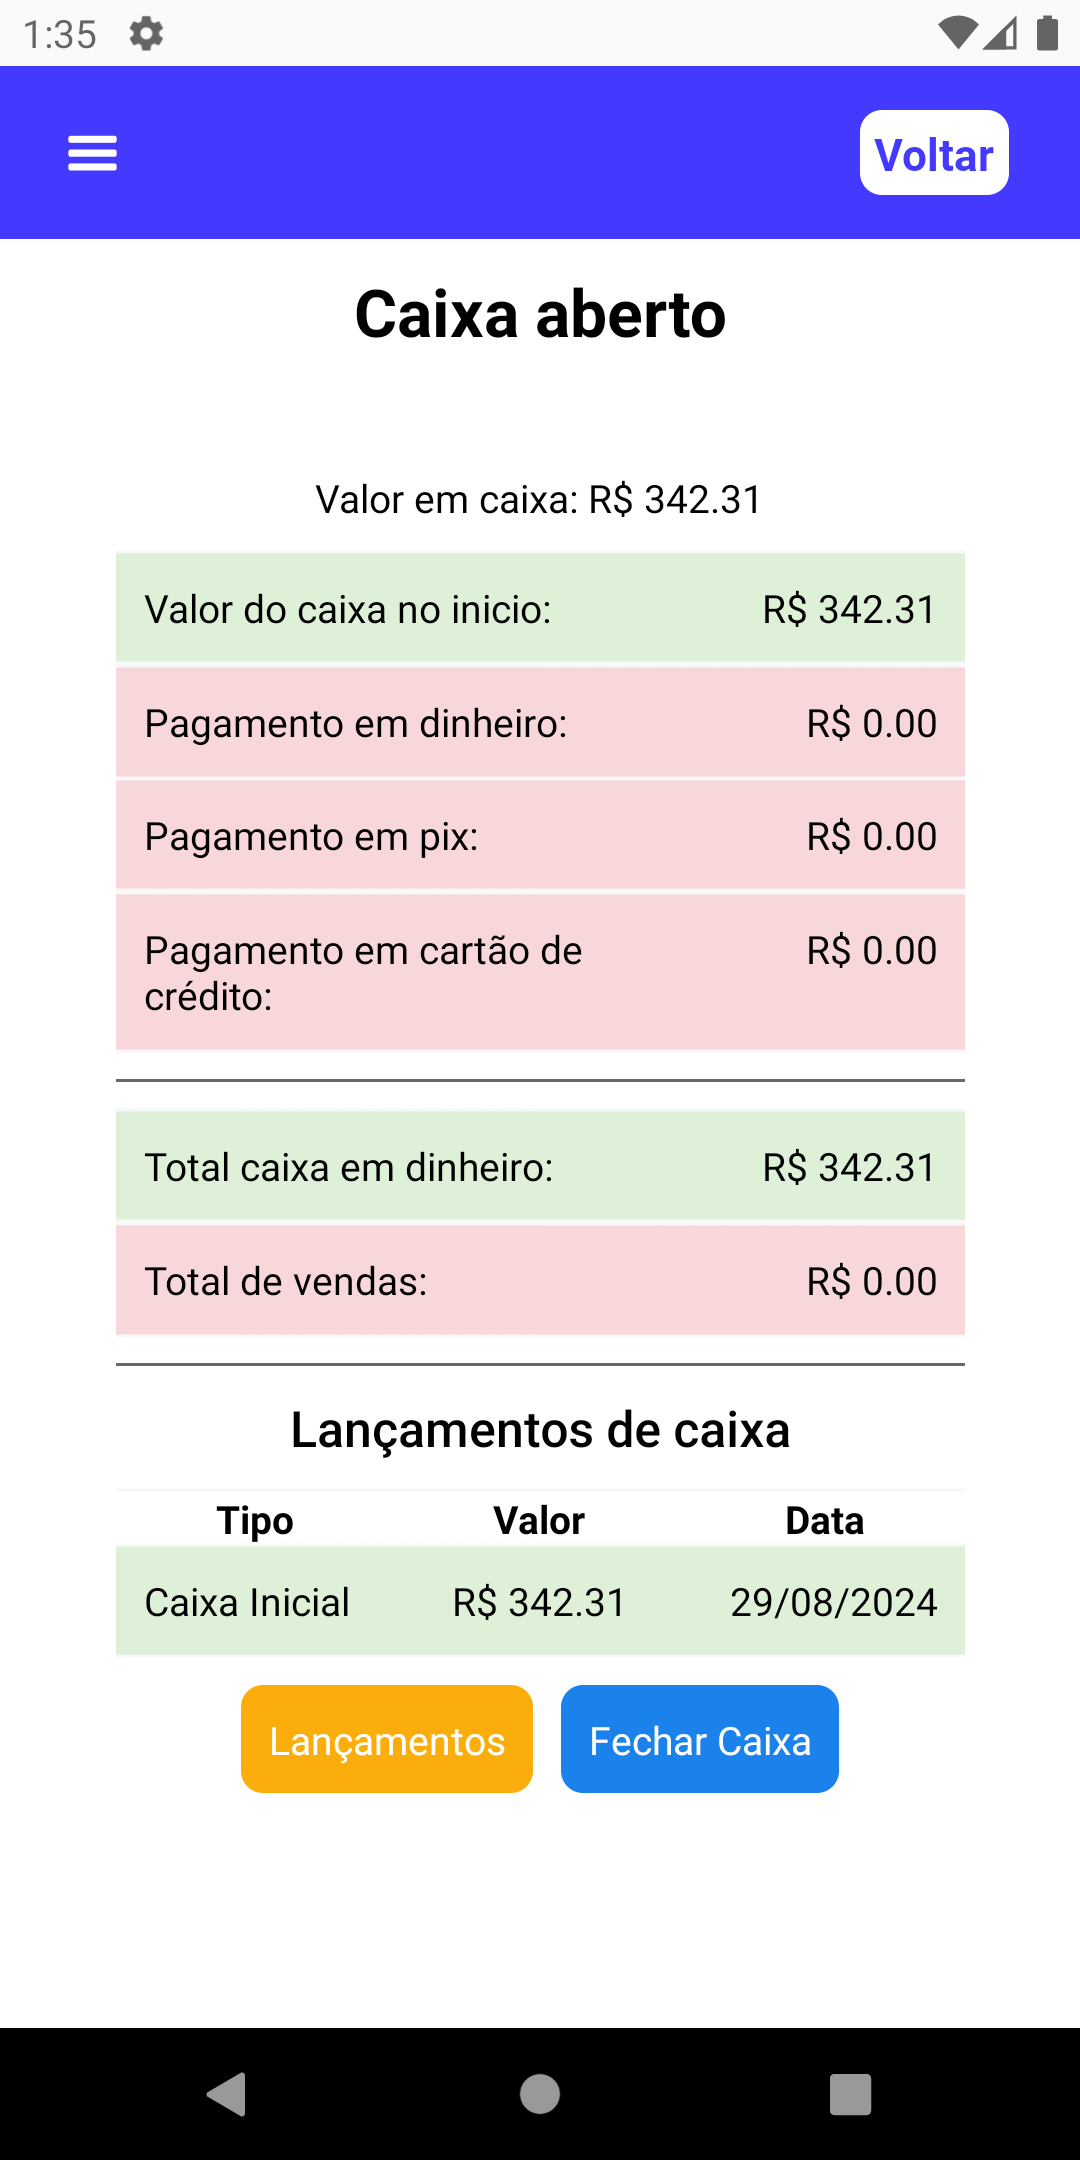 1:35
Voltar
Caixa aberto
Valor em caixa: R$ 342.31
Valor do caixa no inicio: R$ 342.31
Pagamento em dinheiro: R$ 0.00
Pagamento em pix: R$ 0.00
Pagamento em cartão de R$ 0.00
crédito:
Total caixa em dinheiro: R$ 342.31
Total de vendas: R$ 0.00
Lançamentos de caixa
Tipo Valor Data
Caixa Inicial R$ 342.31 29/08/2024
Lançamentos Fechar Caixa